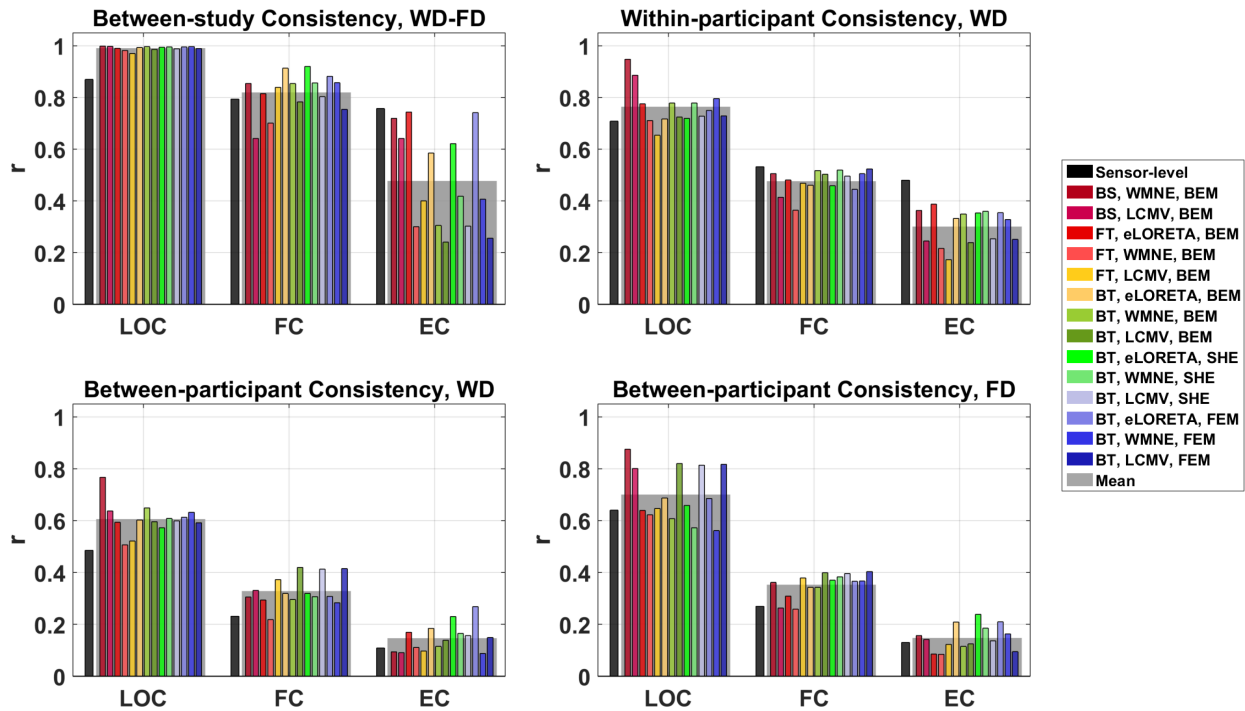 Between-study Consistency, WD-FD
r
1
0.8
0.6
0.4
0.2
0
LOC FC EC
Within-participant Consistency, WD
r
1
0.8
0.6
0.4
0.2
0
LOC FC EC
Between-participant Consistency, WD
r
1
0.8
0.6
0.4
0.2
0
LOC FC EC
Between-participant Consistency, FD
r
1
0.8
0.6
0.4
0.2
0
LOC FC EC
Sensor-level
BS, WMNE, BEM
BS, LCMV, BEM
FT, eLORETA, BEM
FT, WMNE, BEM
FT, LCMV, BEM
BT, eLORETA, BEM
BT, WMNE, BEM
BT, LCMV, BEM
BT, eLORETA, SHE
BT, WMNE, SHE
BT, LCMV, SHE
BT, eLORETA, FEM
BT, WMNE, FEM
BT, LCMV, FEM
Mean